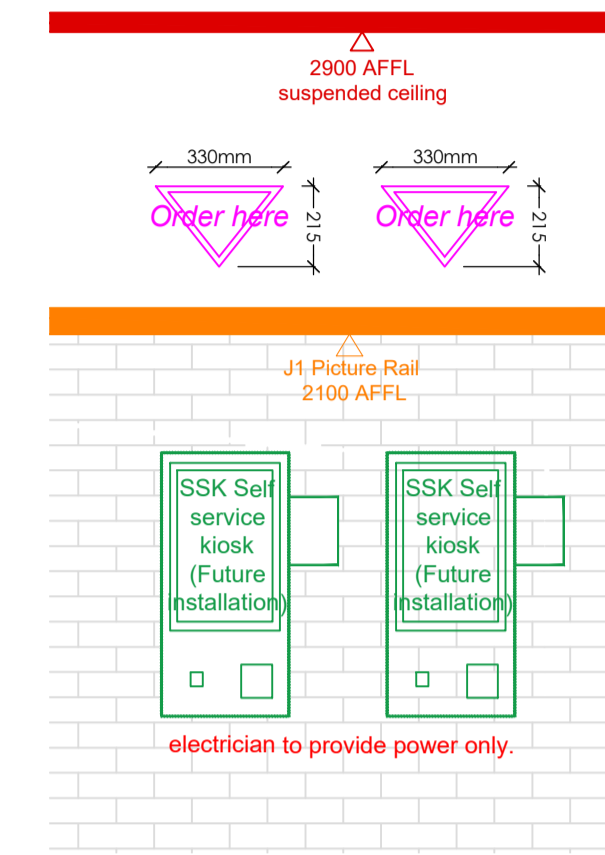 2900 AFFL
suspended ceiling
330mm
330mm
Order here
215
Order here
215
J1 Picture Rail
2100 AFFL
SSK Self
service
kiosk
(Future
installation)
SSK Self
service
kiosk
(Future
installation)
electrician to provide power only.